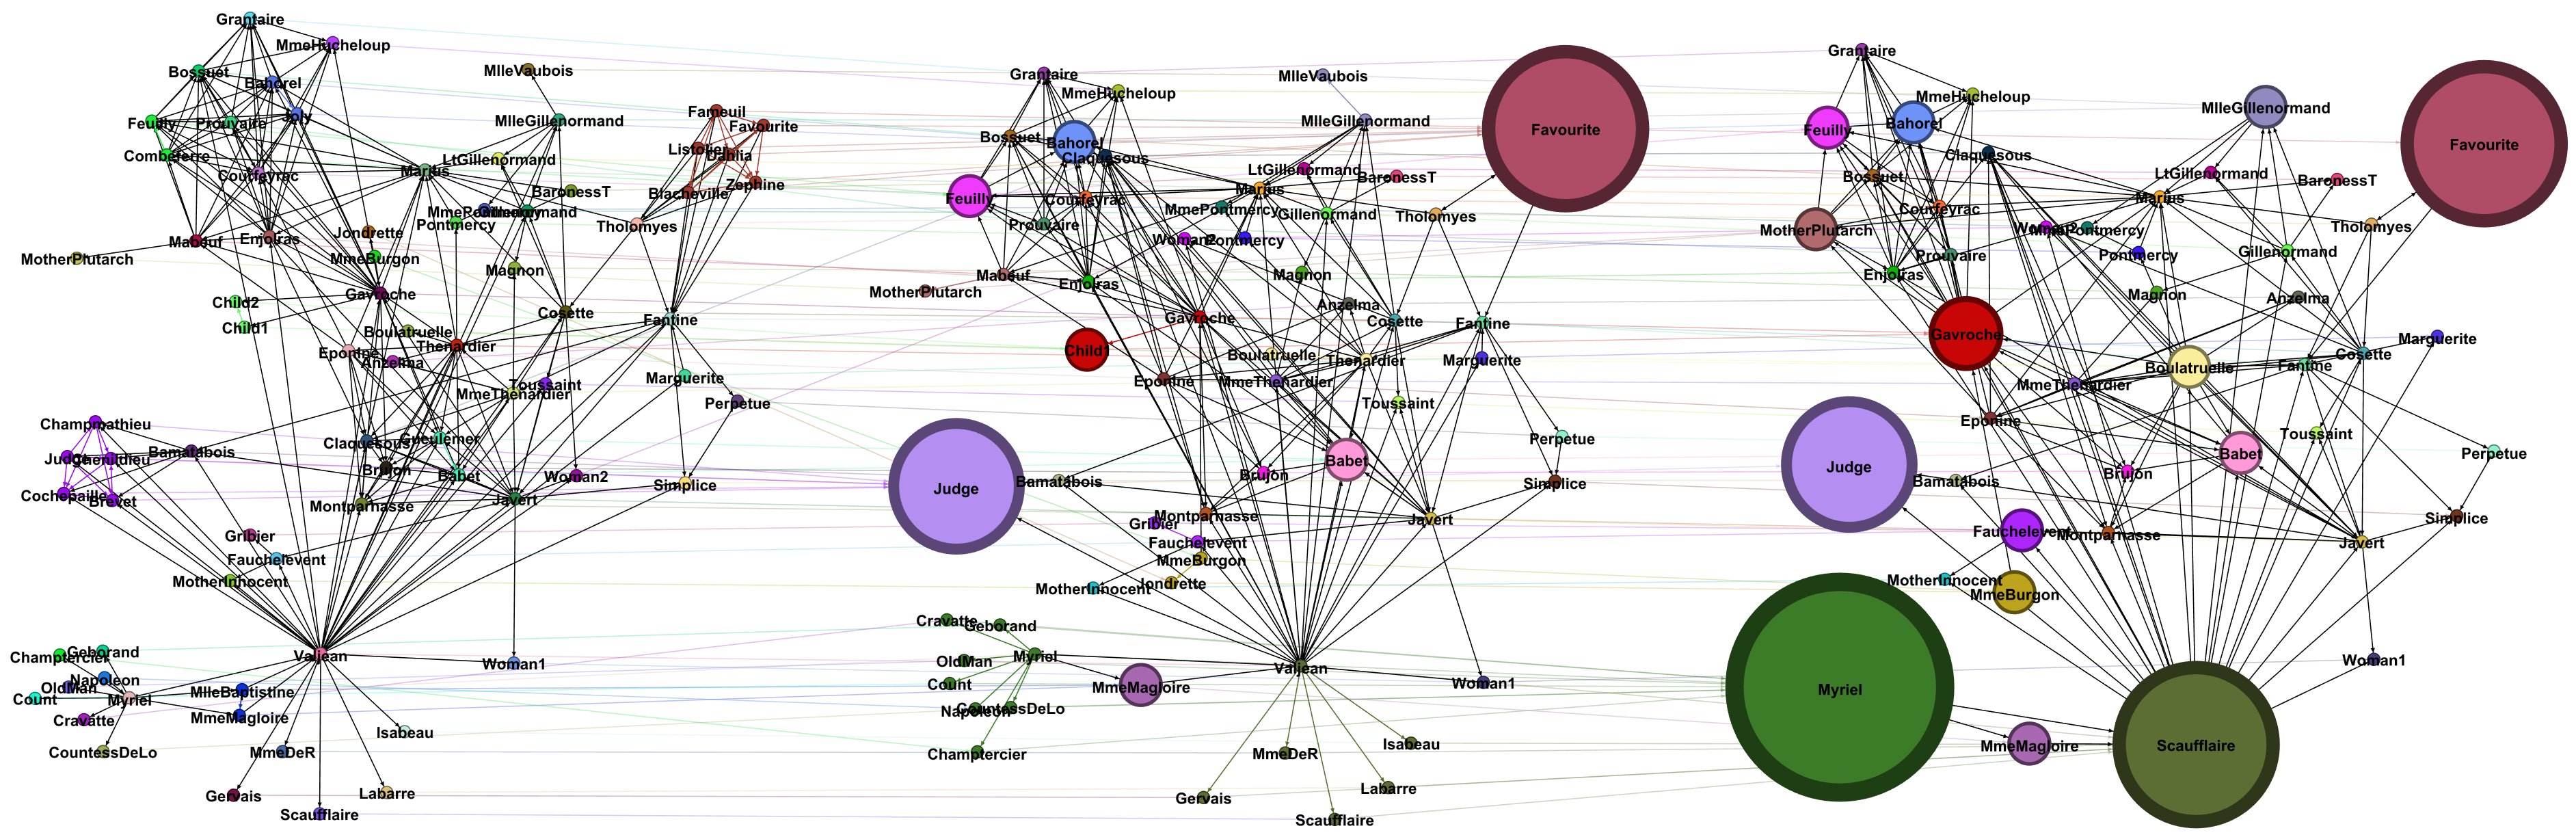 Grantaire
MmeHucheloup
Bossuet
Bahorel
Joly
Feuilly
Prouvaire
Combeferre
Courfeyrac
Marius
MlleVaubois
MlleGillenormand
LtGillenormand
BaronessT
MmePontmercy
Gillenormand
Pontmercy
Fameuil
Favourite
Listolier
Dahlia
Zephine
Blacheville
Tholomyes
Mabeuf
Enjolras
Jondrette
MotherPlutarch
MmeBurgon
Magnon
Gavroche
Child2
Child1
Cosette
Fantine
Boulatruelle
Thenardier
Eponine
Anzelma
Toussaint
MmeThenardier
Marguerite
Perpetue
Champmathieu
Claquesous
Gueulemer
Bamatabois
Judge
Chenildieu
Brujon
Babet
Woman2
Simplice
Cochepaille
Brevet
Montparnasse
Javert
Gribier
Fauchelevent
MotherInnocent
Valjean
Woman1
Champtercier
Geborand
Napoleon
OldMan
Count
Myriel
MlleBaptistine
Cravatte
MmeMagloire
Isabeau
CountessDeLo
MmeDeR
Gervais
Labarre
Scaufflaire
Grantaire
MmeHucheloup
MlleVaubois
Favourite
Bossuet
Bahorel
Claquesous
MlleGillenormand
LtGillenormand
BaronessT
Marius
Feuilly
Courfeyrac
MmePontmercy
Gillenormand
Tholomyes
Prouvaire
Woman2
Pontmercy
Mabeuf
Enjolras
Magnon
MotherPlutarch
Anzelma
Gavroche
Cosette
Fantine
Child1
Boulatruelle
Thenardier
Marguerite
Eponine
MmeThenardier
Toussaint
Perpetue
Babet
Brujon
Bamatabois
Simplice
Judge
Montparnasse
Gribier
Javert
Fauchelevent
MmeBurgon
Jondrette
MotherInnocent
Cravatte
Geborand
OldMan
Myriel
Valjean
Count
MmeMagloire
Woman1
Napoleon
CountessDeLo
Champtercier
MmeDeR
Isabeau
Gervais
Labarre
Scaufflaire
Grantaire
MmeHucheloup
MlleGillenormand
Favourite
Feuilly
Bahorel
Claquesous
Bossuet
LtGillenormand
BaronessT
Marius
Courfeyrac
MotherPlutarch
Woman2
MmePontmercy
Tholomyes
Prouvaire
Pontmercy
Gillenormand
Enjolras
Magnon
Anzelma
Gavroche
Marguerite
Cosette
Boulatruelle
Fantine
MmeThenardier
Eponine
Toussaint
Babet
Perpetue
Judge
Brujon
Bamatabois
Simplice
Fauchelevent
Montparnasse
Javert
MotherInnocent
MmeBurgon
Woman1
Myriel
MmeMagloire
Scaufflaire